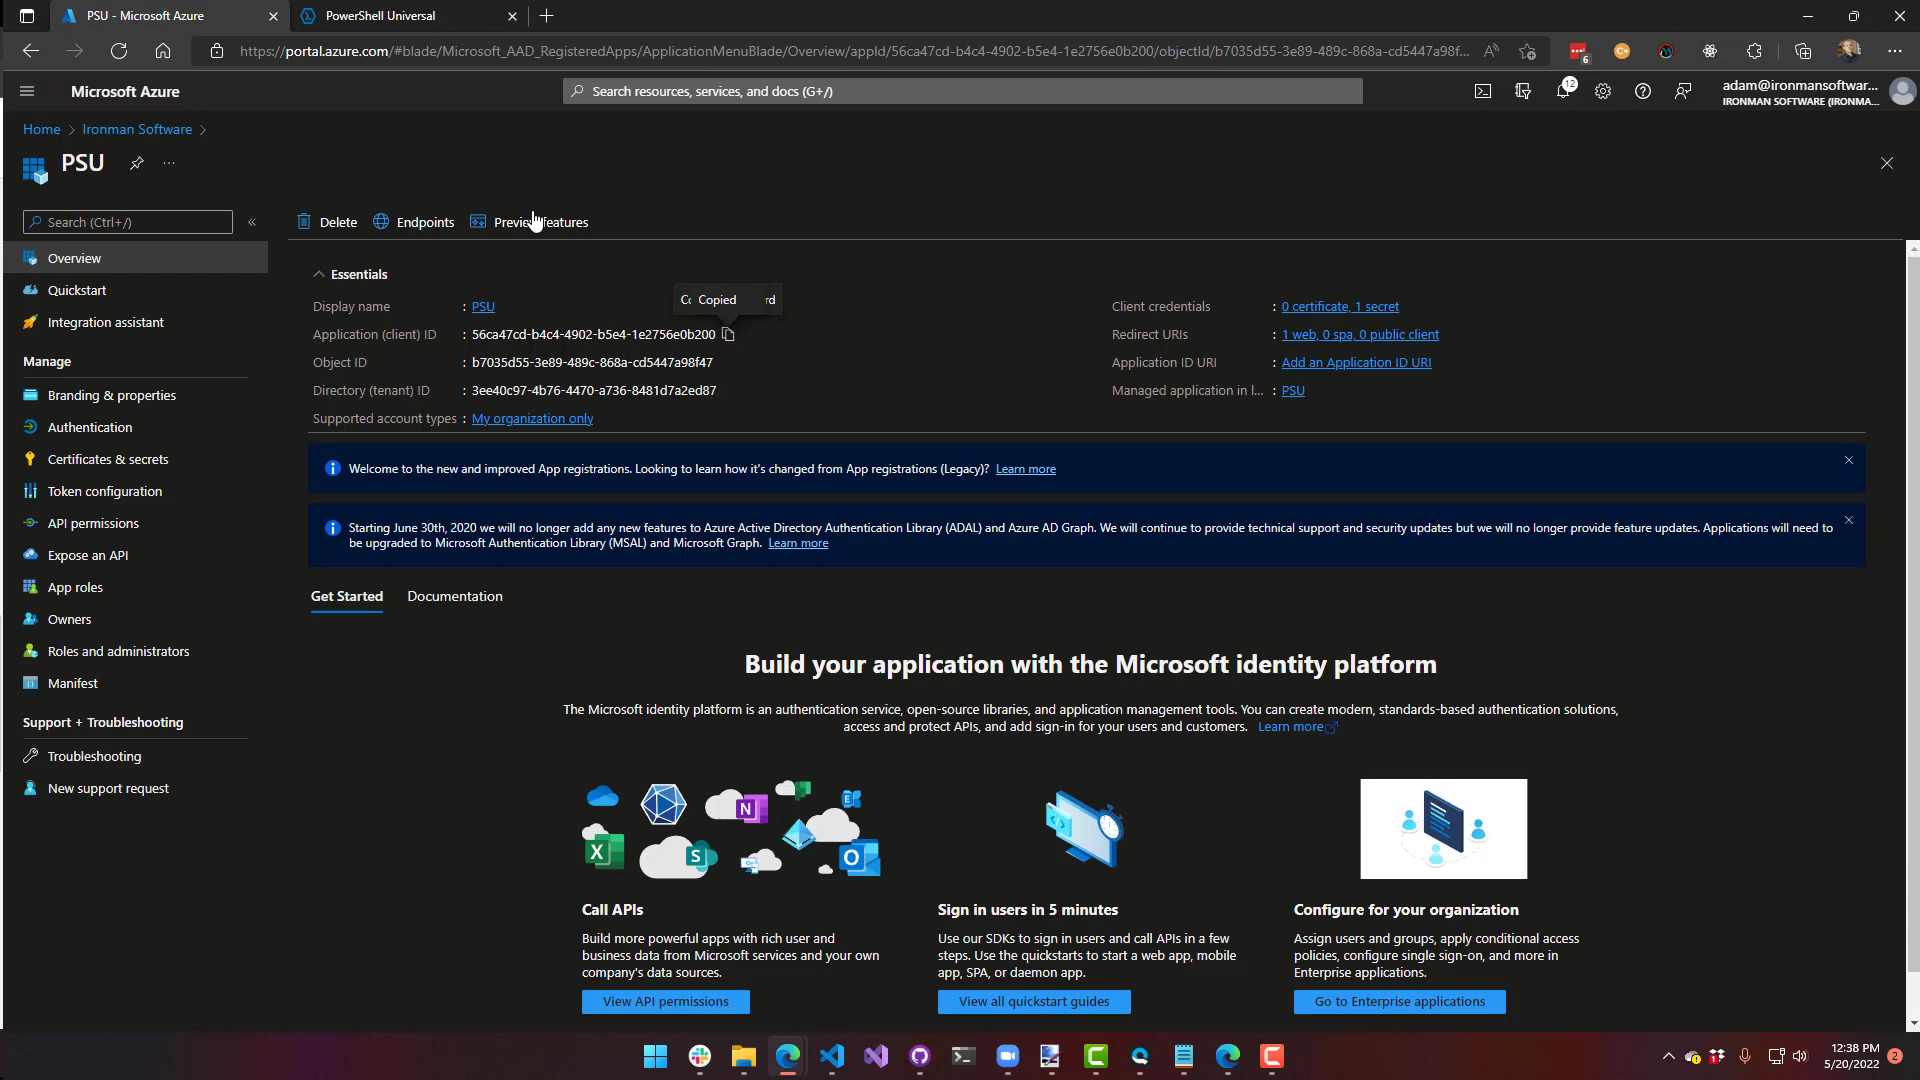 PSU - Microsoft Azure
PowerShell Universal
https://portal.azure.com/#blade/Microsoft_AAD_RegisteredApps/ApplicationMenuBlade/Overview/appId/56ca47cd-b4c4-4902-b5e4-1e2756e0b200/objectId/b7035d55-3e89-489c-868a-cd5447a98f...
6
Microsoft Azure
Search resources, services, and docs (G+/)
12
adam@ironmansoftwar...
IRONMAN SOFTWARE (IRONMA...
Home > Ironman Software >
PSU
Search (Ctrl+/)
Delete
Endpoints
Preview features
Overview
Quickstart
Integration assistant
Manage
Branding & properties
Authentication
Certificates & secrets
Token configuration
API permissions
Expose an API
App roles
Owners
Roles and administrators
Manifest
Support + Troubleshooting
Troubleshooting
New support request
Essentials
Copied
Display name : PSU
Application (client) ID : 56ca47cd-b4c4-4902-b5e4-1e2756e0b200
Object ID : b7035d55-3e89-489c-868a-cd5447a98f47
Directory (tenant) ID : 3ee40c97-4b76-4470-a736-8481d7a2ed87
Supported account types : My organization only
Client credentials : 0 certificate, 1 secret
Redirect URIs : 1 web, 0 spa, 0 public client
Application ID URI : Add an Application ID URI
Managed application in l... : PSU
Welcome to the new and improved App registrations. Looking to learn how it's changed from App registrations (Legacy)? Learn more
Starting June 30th, 2020 we will no longer add any new features to Azure Active Directory Authentication Library (ADAL) and Azure AD Graph. We will continue to provide technical support and security updates but we will no longer provide feature updates. Applications will need to
be upgraded to Microsoft Authentication Library (MSAL) and Microsoft Graph. Learn more
Get Started
Documentation
Build your application with the Microsoft identity platform
The Microsoft identity platform is an authentication service, open-source libraries, and application management tools. You can create modern, standards-based authentication solutions,
access and protect APIs, and add sign-in for your users and customers. Learn more
N
E
X
S
O
Call APIs
Build more powerful apps with rich user and
business data from Microsoft services and your own
company's data sources.
View API permissions
Sign in users in 5 minutes
Use our SDKs to sign in users and call APIs in a few
steps. Use the quickstarts to start a web app, mobile
app, SPA, or daemon app.
View all quickstart guides
Configure for your organization
Assign users and groups, apply conditional access
policies, configure single sign-on, and more in
Enterprise applications.
Go to Enterprise applications
12:38 PM
5/20/2022
2